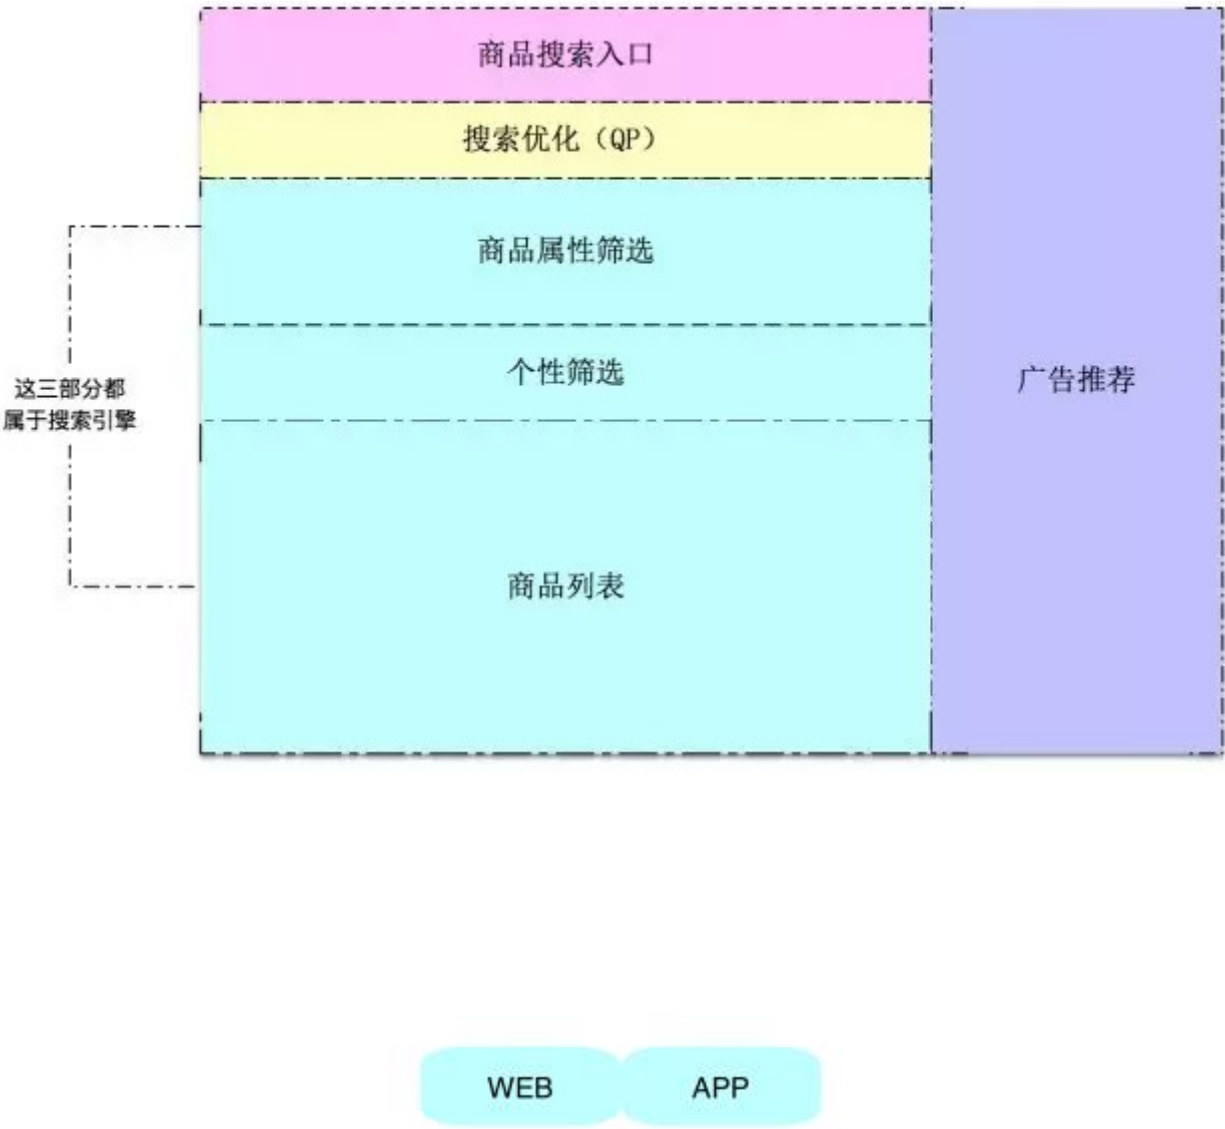 商品搜索入口
搜索优化（QP）
商品属性筛选
个性筛选
这三部分都
属于搜索引擎
广告推荐
商品列表
WEB
APP